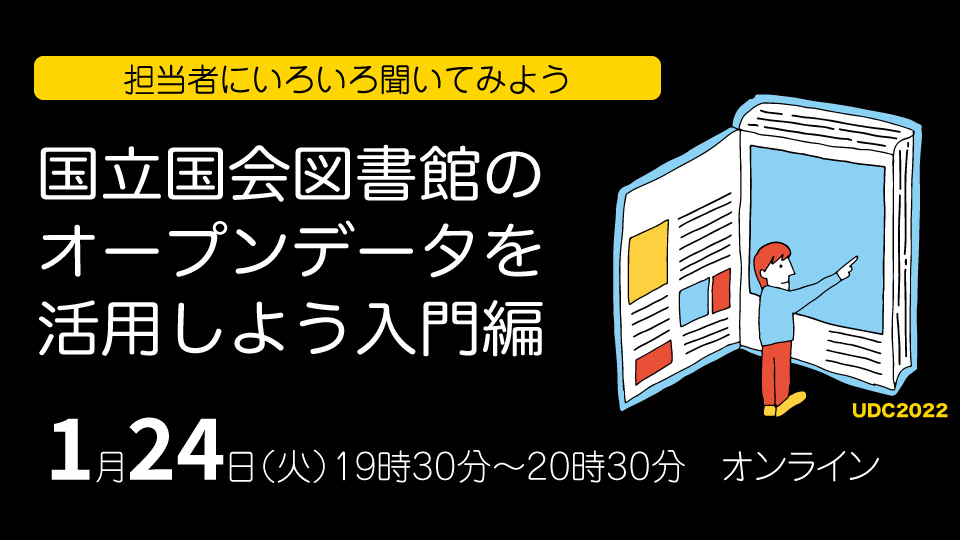 担当者にいろいろ聞いてみよう
国立国会図書館の
オープンデータを
活用しよう入門編
UDC2022
1月24日(火)19時30分～20時30分　オンライン